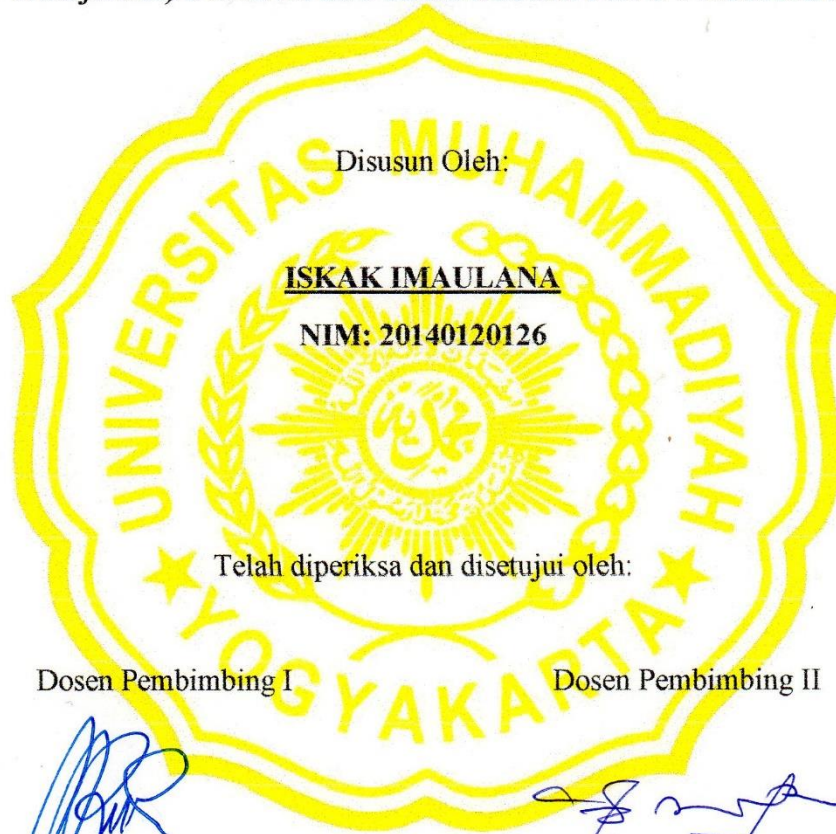 Disusun Oleh:
UNIVERSITAS MUHAMMADIYAH
ISKAK IMAULANA
NIM: 20140120126
Telah diperiksa dan disetujui oleh:
YOGYAKARTA
Dosen Pembimbing I Dosen Pembimbing II